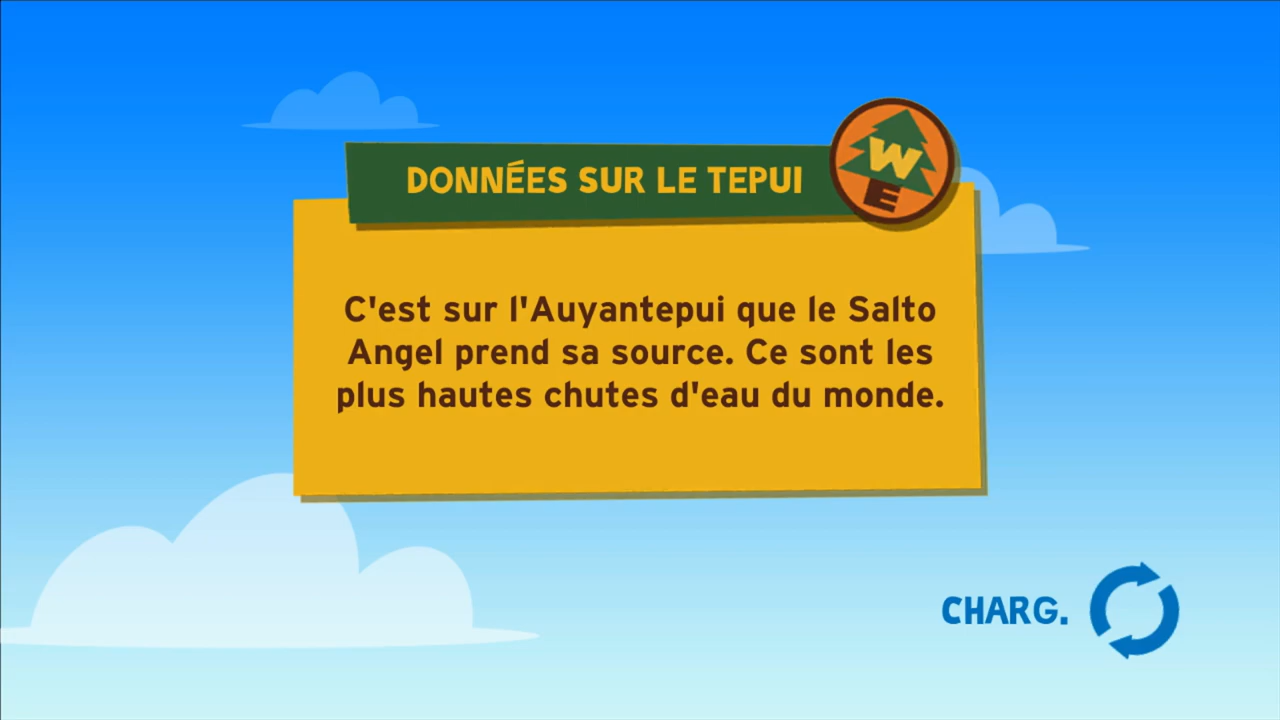 DONNÉES SUR LE TEPUI
W
E
C'est sur l'Auyantepui que le Salto
Angel prend sa source. Ce sont les
plus hautes chutes d'eau du monde.
CHARG.